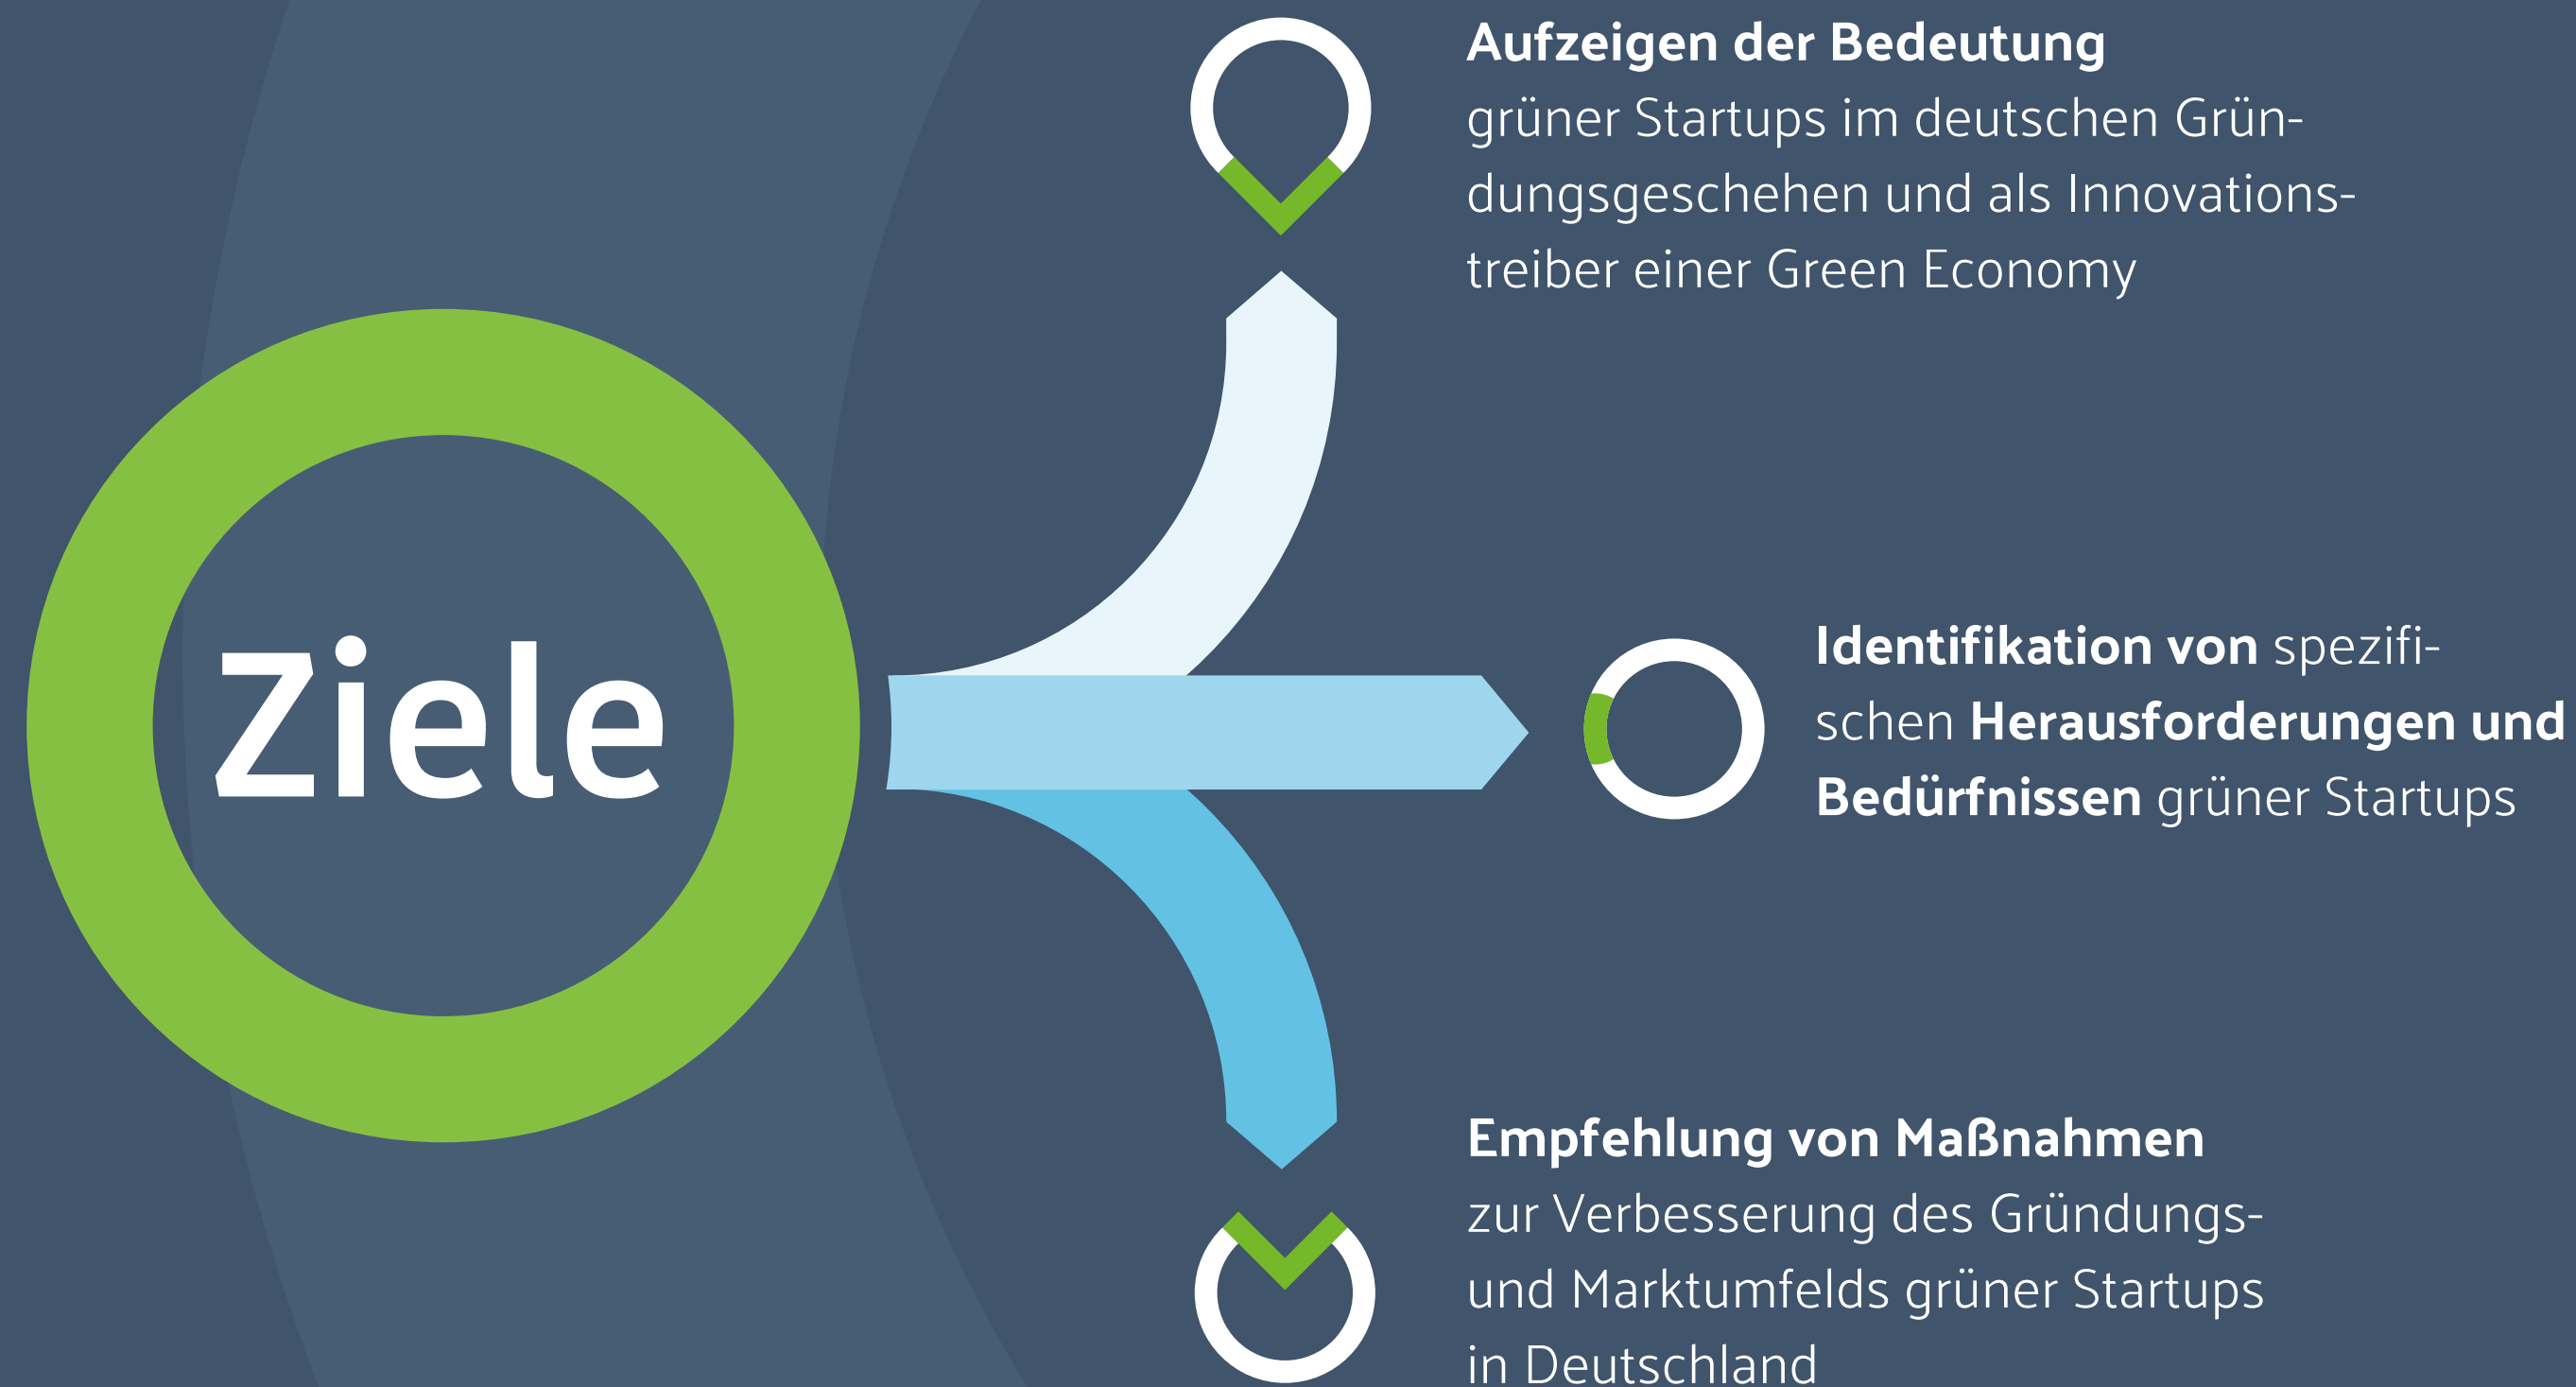 Ziele
Aufzeigen der Bedeutung
grüner Startups im deutschen Grün-
dungsgeschehen und als Innovations-
treiber einer Green Economy
Identifikation von spezifi-
schen Herausforderungen und
Bedürfnissen grüner Startups
Empfehlung von Maßnahmen
zur Verbesserung des Gründungs-
und Marktumfelds grüner Startups
in Deutschland